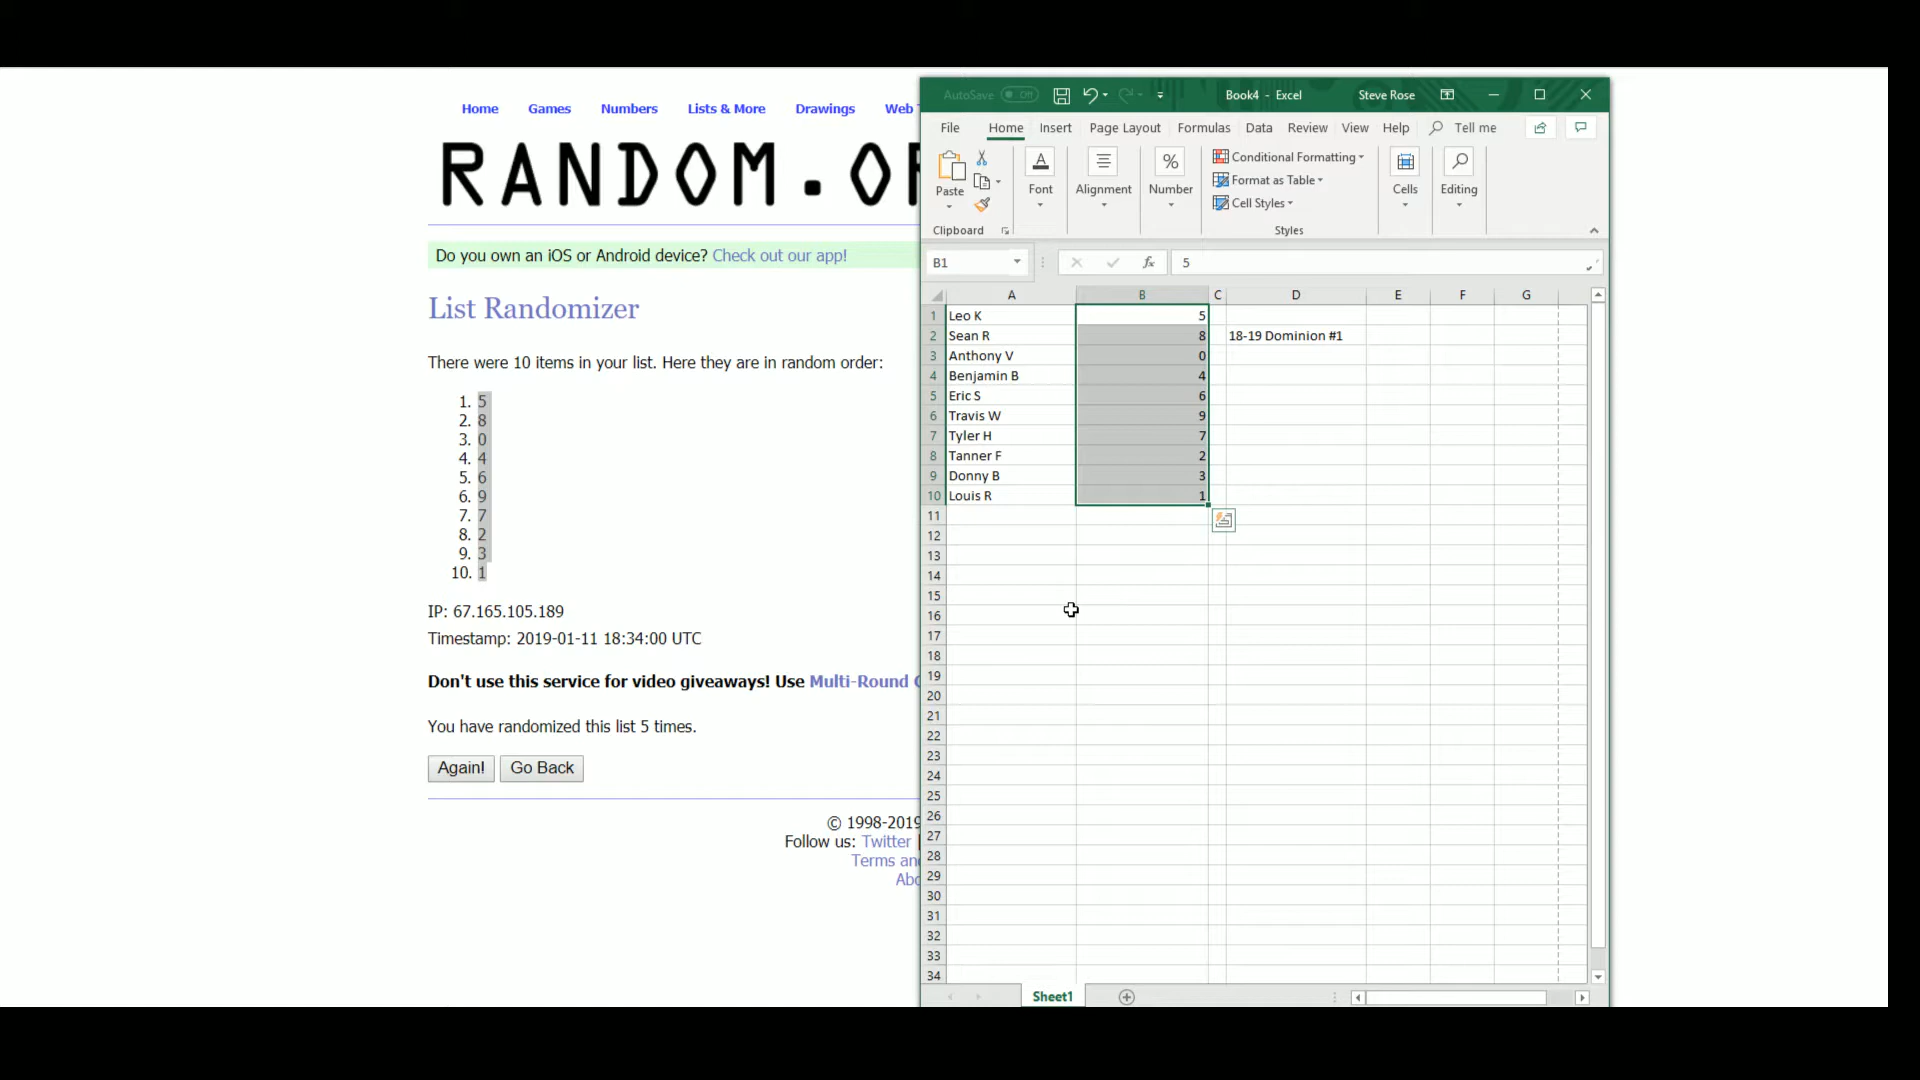 Home Games Numbers Lists & More Drawings Web
RANDOM.O
Do you own an iOS or Android device? Check out our app!
List Randomizer
There were 10 items in your list. Here they are in random order:
1. 5
2. 8
3. 0
4. 4
5. 6
6. 9
7. 7
8. 2
9. 3
10. 1
IP: 67.165.105.189
Timestamp: 2019-01-11 18:34:00 UTC
Don't use this service for video giveaways! Use Multi-Round
You have randomized this list 5 times.
Again! Go Back
© 1998-2019
Follow us: Twitter
Terms and
Abo
AutoSave Off Book4 - Excel Steve Rose
File Home Insert Page Layout Formulas Data Review View Help Tell me
Paste Font Alignment Number Conditional Formatting Format as Table Cell Styles Cells Editing
Clipboard Styles
B1 fx 5
A B C D E F G
1 Leo K 5
2 Sean R 8 18-19 Dominion #1
3 Anthony V 0
4 Benjamin B 4
5 Eric S 6
6 Travis W 9
7 Tyler H 7
8 Tanner F 2
9 Donny B 3
10 Louis R 1
11
12
13
14
15
16
17
18
19
20
21
22
23
24
25
26
27
28
29
30
31
32
33
34
Sheet1